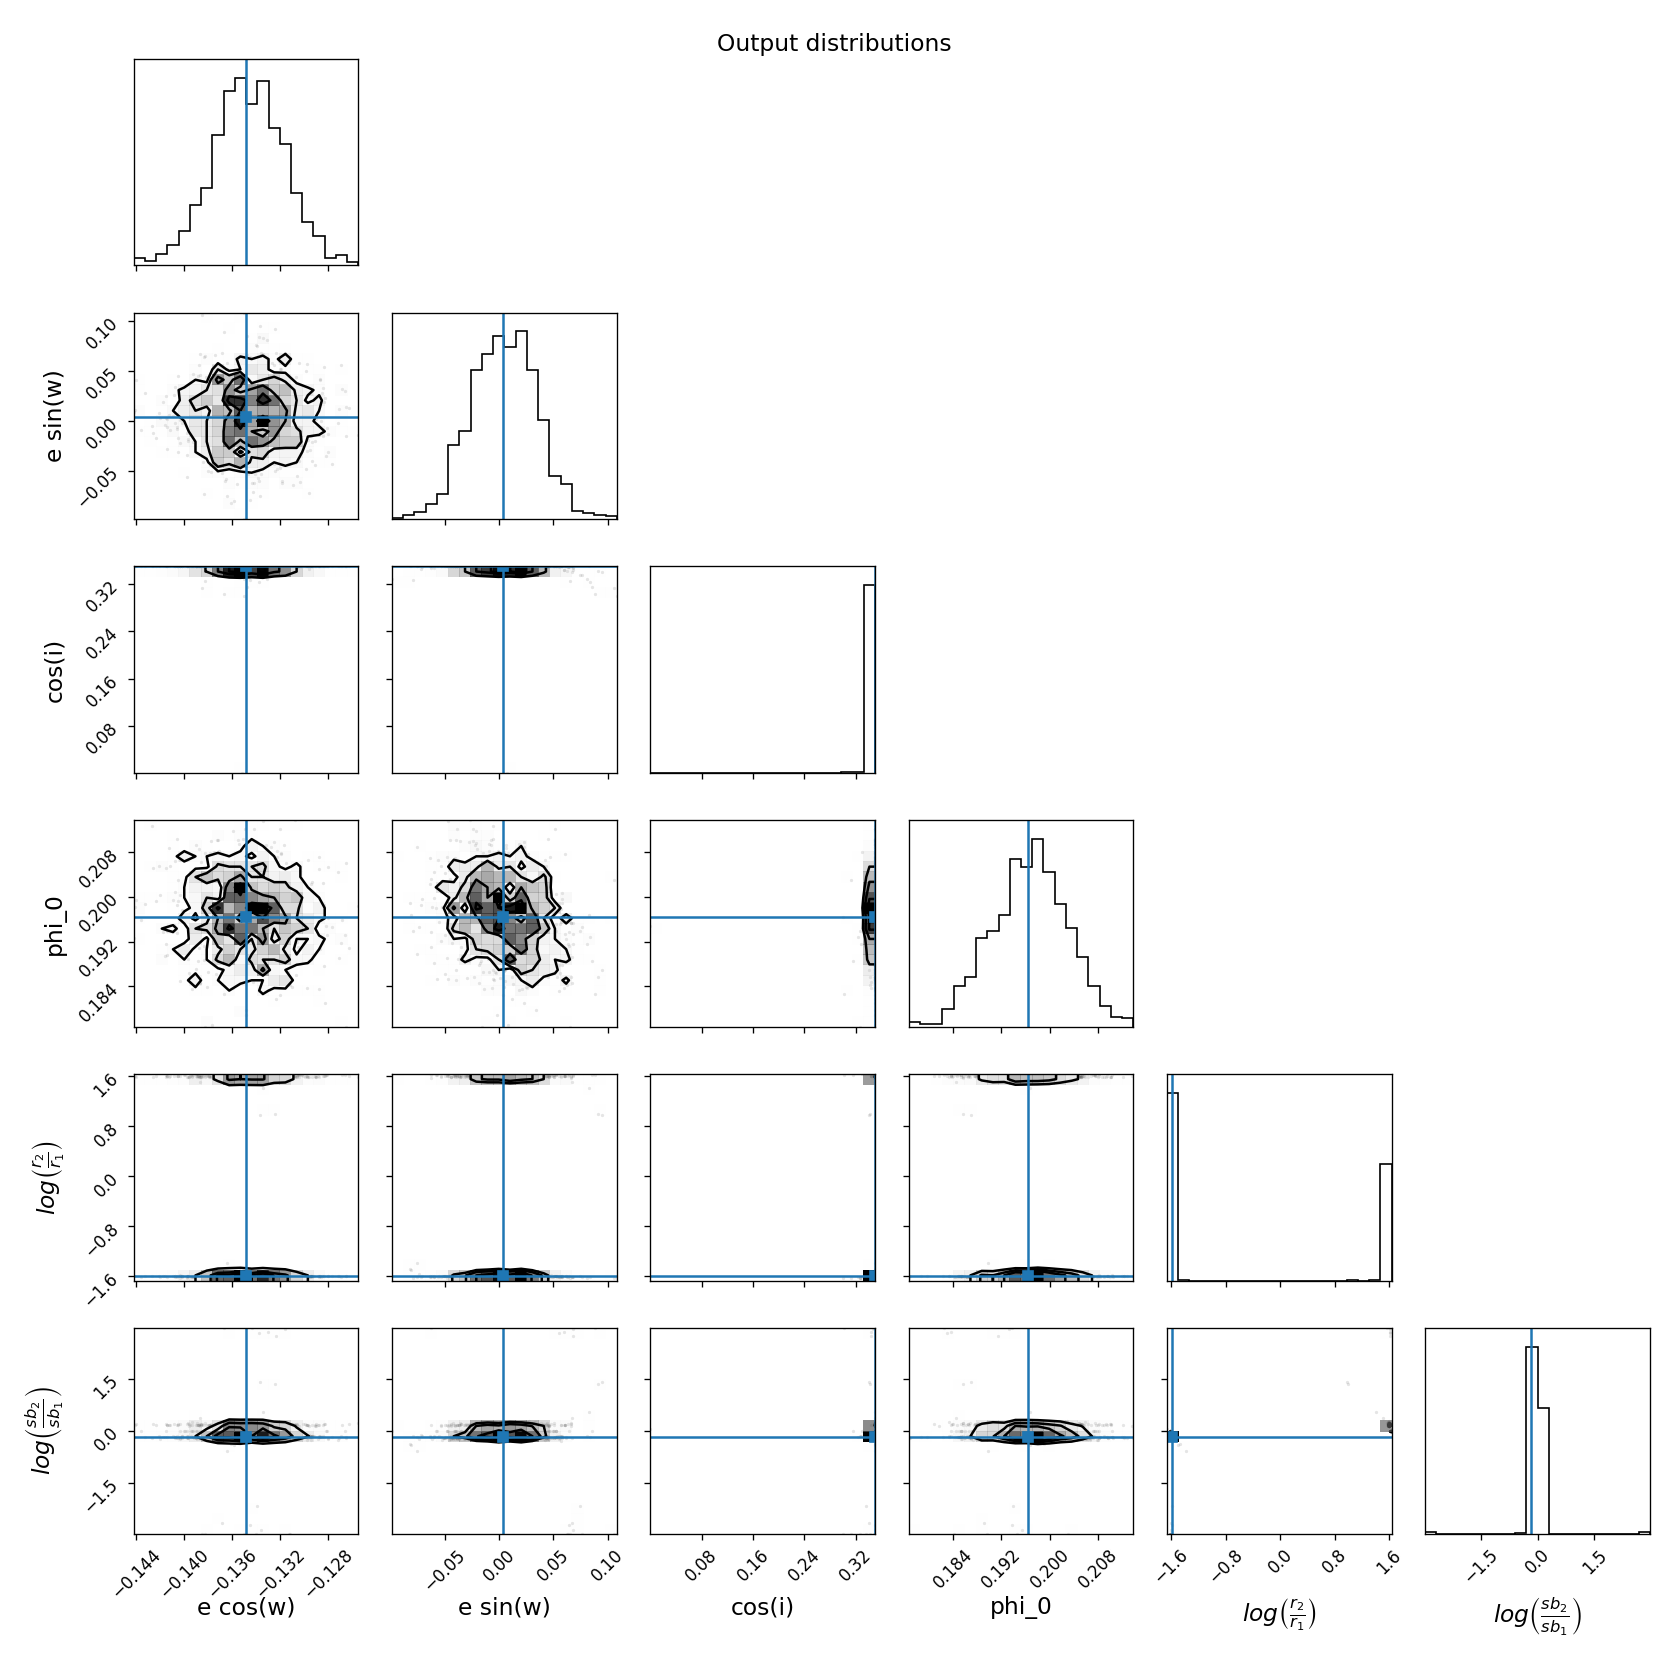 Output distributions
e sin(w)
0.10
0.05
0.00
−0.05
cos(i)
0.32
0.24
0.16
0.08
phi_0
0.208
0.200
0.192
0.184
log(r₂/r₁)
1.6
0.8
0.0
−0.8
−1.6
log(sb₂/sb₁)
1.5
0.0
−1.5
−0.144 −0.140 −0.136 −0.132 −0.128
e cos(w)
−0.05 0.00 0.05 0.10
e sin(w)
0.08 0.16 0.24 0.32
cos(i)
0.184 0.192 0.200 0.208
phi_0
−1.6 −0.8 0.0 0.8 1.6
log(r₂/r₁)
−1.5 0.0 1.5
log(sb₂/sb₁)